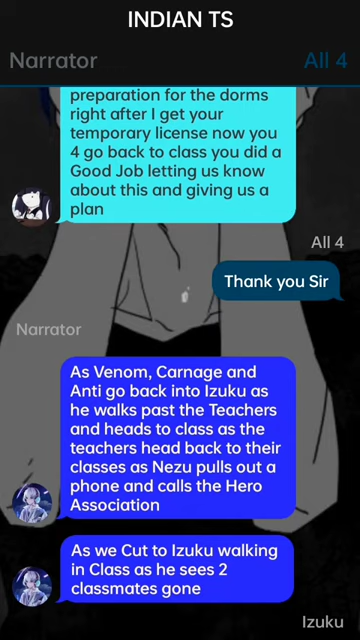 INDIAN TS
Narrator
All 4
preparation for the dorms
right after I get your
temporary license now you
4 go back to class you did a
Good Job letting us know
about this and giving us a
plan
All 4
Thank you Sir
Narrator
As Venom, Carnage and
Anti go back into Izuku as
he walks past the Teachers
and heads to class as the
teachers head back to their
classes as Nezu pulls out a
phone and calls the Hero
Association
As we Cut to Izuku walking
in Class as he sees 2
classmates gone
Izuku